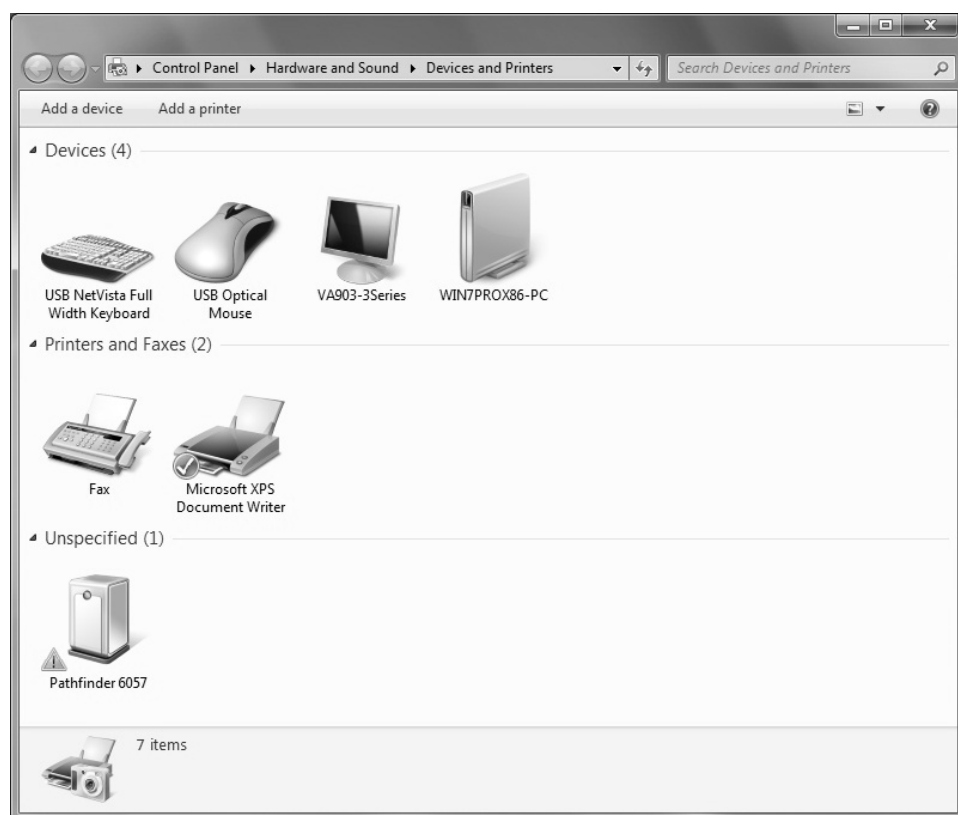 Control Panel Hardware and Sound Devices and Printers
Search Devices and Printers
Add a device Add a printer
Devices (4)
USB NetVista Full
Width Keyboard
USB Optical
Mouse
VA903-3Series
WIN7PROX86-PC
Printers and Faxes (2)
Fax
Microsoft XPS
Document Writer
Unspecified (1)
Pathfinder 6057
7 items